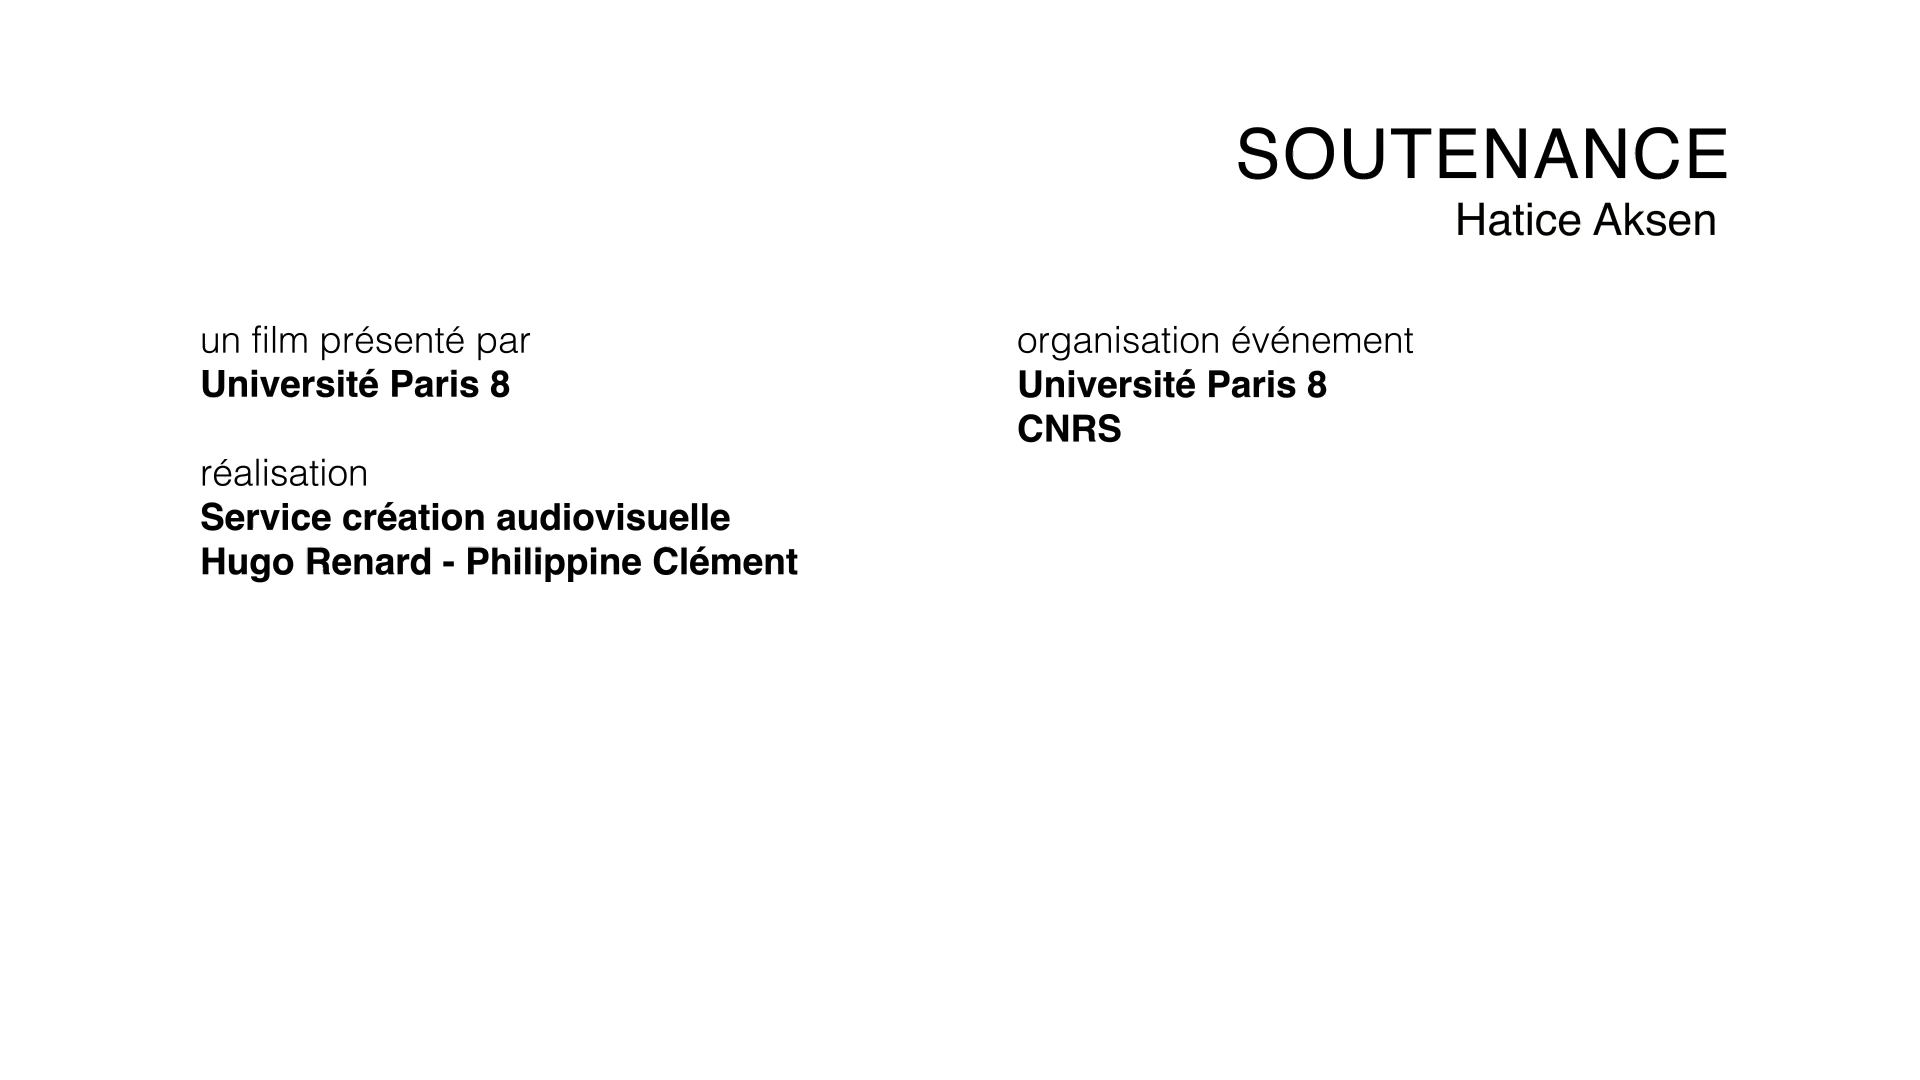 SOUTENANCE
Hatice Aksen
un film présenté par
Université Paris 8
réalisation
Service création audiovisuelle
Hugo Renard - Philippine Clément
organisation événement
Université Paris 8
CNRS